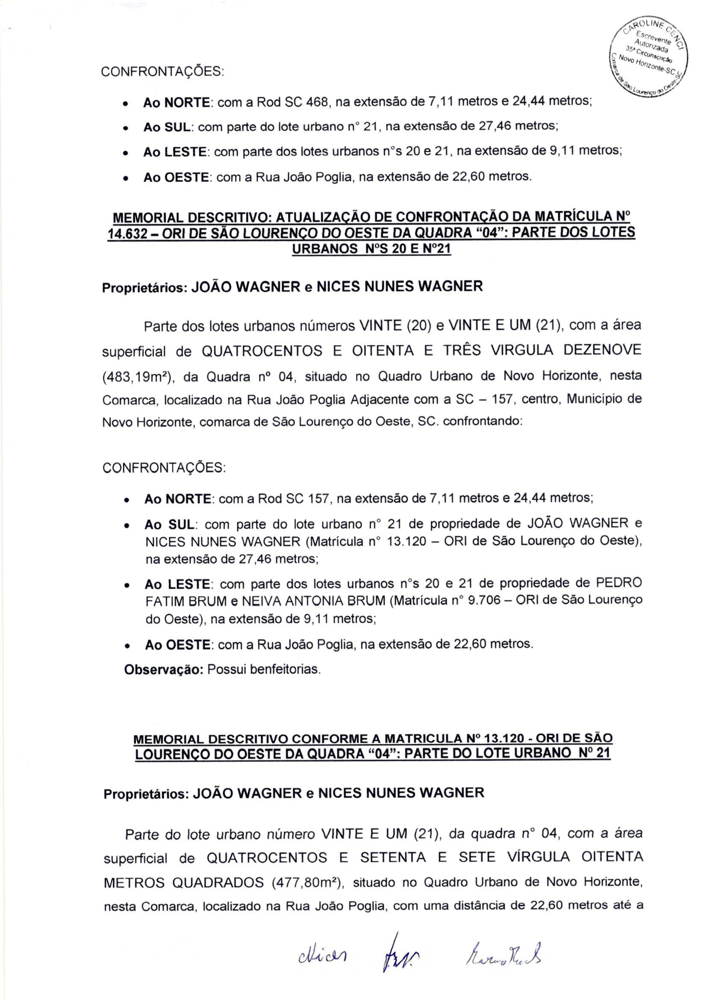 CAROLINE CENCI
Escrevente
Autorizada
35ª Circunscrição
Novo Horizonte-SC
Comarca de São Lourenço do Oeste-SC
CONFRONTAÇÕES:
• Ao NORTE: com a Rod SC 468, na extensão de 7,11 metros e 24,44 metros;
• Ao SUL: com parte do lote urbano n° 21, na extensão de 27,46 metros;
• Ao LESTE: com parte dos lotes urbanos n°s 20 e 21, na extensão de 9,11 metros;
• Ao OESTE: com a Rua João Poglia, na extensão de 22,60 metros.
MEMORIAL DESCRITIVO: ATUALIZAÇÃO DE CONFRONTAÇÃO DA MATRÍCULA Nº
14.632 – ORI DE SÃO LOURENÇO DO OESTE DA QUADRA “04”: PARTE DOS LOTES
URBANOS NºS 20 E Nº21
Proprietários: JOÃO WAGNER e NICES NUNES WAGNER
Parte dos lotes urbanos números VINTE (20) e VINTE E UM (21), com a área
superficial de QUATROCENTOS E OITENTA E TRÊS VIRGULA DEZENOVE
(483,19m²), da Quadra nº 04, situado no Quadro Urbano de Novo Horizonte, nesta
Comarca, localizado na Rua João Poglia Adjacente com a SC – 157, centro, Município de
Novo Horizonte, comarca de São Lourenço do Oeste, SC. confrontando:
CONFRONTAÇÕES:
• Ao NORTE: com a Rod SC 157, na extensão de 7,11 metros e 24,44 metros;
• Ao SUL: com parte do lote urbano n° 21 de propriedade de JOÃO WAGNER e
NICES NUNES WAGNER (Matrícula n° 13.120 – ORI de São Lourenço do Oeste),
na extensão de 27,46 metros;
• Ao LESTE: com parte dos lotes urbanos n°s 20 e 21 de propriedade de PEDRO
FATIM BRUM e NEIVA ANTONIA BRUM (Matrícula n° 9.706 – ORI de São Lourenço
do Oeste), na extensão de 9,11 metros;
• Ao OESTE: com a Rua João Poglia, na extensão de 22,60 metros.
Observação: Possui benfeitorias.
MEMORIAL DESCRITIVO CONFORME A MATRICULA Nº 13.120 - ORI DE SÃO
LOURENÇO DO OESTE DA QUADRA “04”: PARTE DO LOTE URBANO Nº 21
Proprietários: JOÃO WAGNER e NICES NUNES WAGNER
Parte do lote urbano número VINTE E UM (21), da quadra n° 04, com a área
superficial de QUATROCENTOS E SETENTA E SETE VÍRGULA OITENTA
METROS QUADRADOS (477,80m²), situado no Quadro Urbano de Novo Horizonte,
nesta Comarca, localizado na Rua João Poglia, com uma distância de 22,60 metros até a
Nices